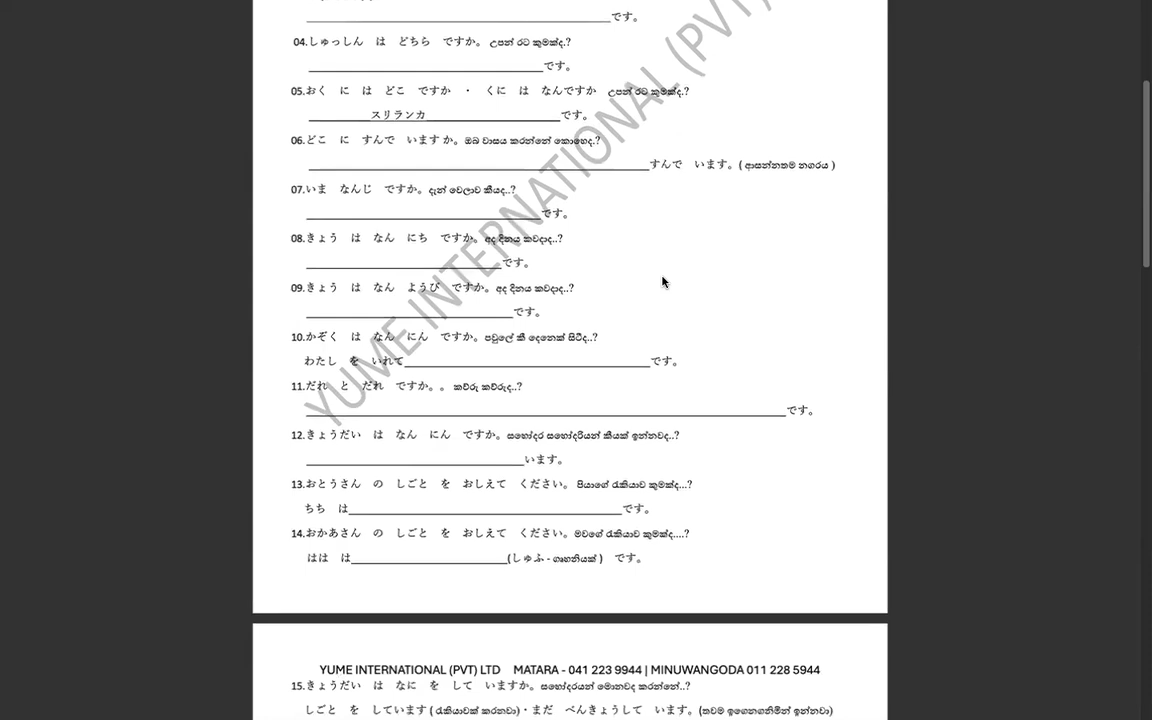 です。
04.しゅっしん は どちら ですか。 උපන් රට කුමක්ද.?
です。
05.おく に は どこ ですか ・ くに は なんですか උපන් රට කුමක්ද.?
スリランカ です。
06.どこ に すんで います か。ඔබ වාසය කරන්නේ කොහෙද.?
すんで います。( ආසන්නතම නගරය )
07.いま なんじ ですか。දැන් වෙලාව කීයද..?
です。
08.きょう は なん にち ですか。අද දිනය කවදාද..?
です。
09.きょう は なん ようび ですか。අද දිනය කවදාද..?
です。
10.かぞく は なん にん ですか。පවුලේ කී දෙනෙක් සිටීද..?
わたし を いれて です。
11.だれ と だれ ですか。。 කව්රු කව්රුද..?
です。
12.きょうだい は なん にん ですか。සහෝදර සහෝදරියන් කීයක් ඉන්නවද..?
います。
13.おとうさん の しごと を おしえて ください。 පියාගේ රැකියාව කුමක්ද...?
ちち は です。
14.おかあさん の しごと を おしえて ください。මවගේ රැකියාව කුමක්ද....?
はは は (しゅふ - ගෘහනියක් ) です。
YUME INTERNATIONAL (PVT)
YUME INTERNATIONAL (PVT) LTD MATARA - 041 223 9944 | MINUWANGODA 011 228 5944
15.きょうだい は なに を して いますか。සහෝදරයන් මොනවද කරන්නේ..?
しごと を しています ( රැකියාවක් කරනවා)・まだ べんきょうして います。(තවම ඉගෙනගනිමින් ඉන්නවා)